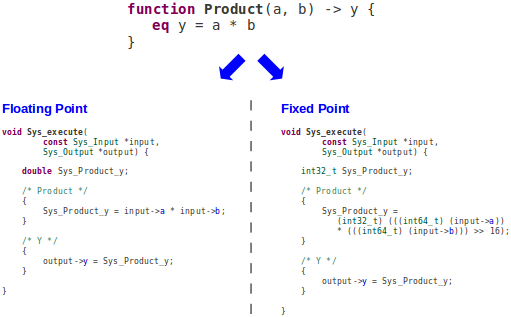 function Product(a, b) -> y {
eq y = a * b
}
Floating Point
void Sys_execute(
const Sys_Input *input,
Sys_Output *output) {
double Sys_Product_y;
/* Product */
{
Sys_Product_y = input->a * input->b;
}
/* Y */
{
output->y = Sys_Product_y;
}
}
Fixed Point
void Sys_execute(
const Sys_Input *input,
Sys_Output *output) {
int32_t Sys_Product_y;
/* Product */
{
Sys_Product_y =
(int32_t) (((int64_t) (input->a))
* (((int64_t) (input->b))) >> 16);
}
/* Y */
{
output->y = Sys_Product_y;
}
}